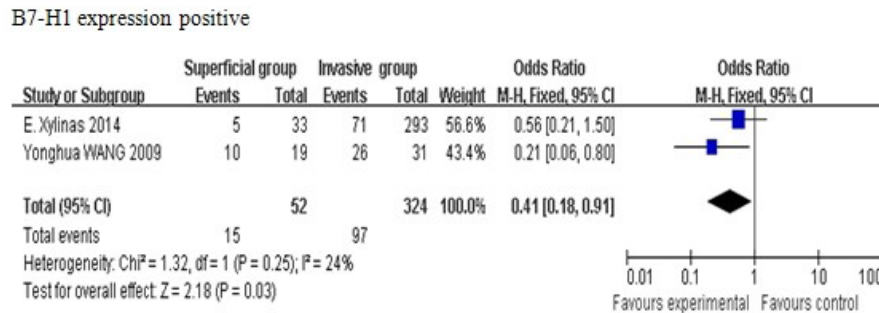 B7-H1 expression positive
Superficial group Invasive group Odds Ratio Odds Ratio
Study or Subgroup Events Total Events Total Weight M-H, Fixed, 95% CI M-H, Fixed, 95% CI
E. Xylinas 2014 5 33 71 293 56.6% 0.56 [0.21, 1.50]
Yonghua WANG 2009 10 19 26 31 43.4% 0.21 [0.06, 0.80]
Total (95% CI) 52 324 100.0% 0.41 [0.18, 0.91]
Total events 15 97
Heterogeneity: Chi² = 1.32, df = 1 (P = 0.25); I² = 24%
Test for overall effect: Z = 2.18 (P = 0.03)
0.01 0.1 1 10 100
Favours experimental Favours control